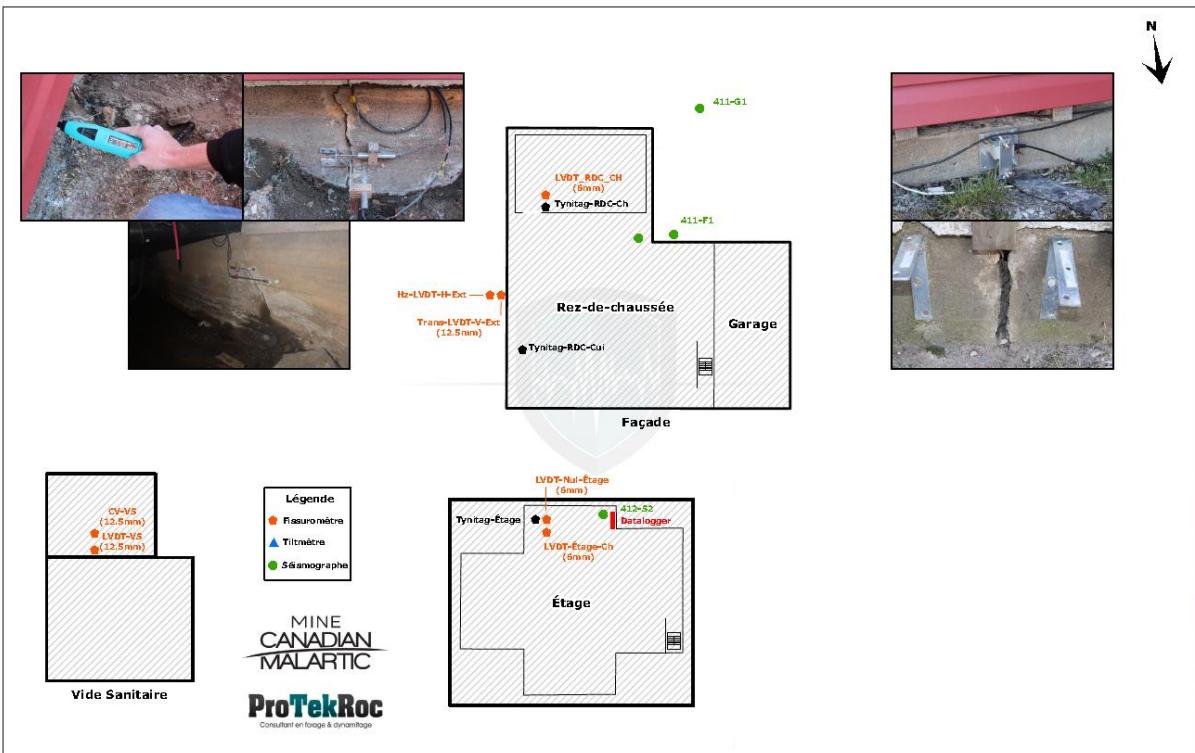 N
411-G1
LVDT_RDC_CH
(6mm)
Tynitag-RDC-Ch
411-F1
Hz-LVDT-H-Ext
Trans-LVDT-V-Ext
(12.5mm)
Rez-de-chaussée
Garage
Tynitag-RDC-Cui
Façade
CV-VS
(12.5mm)
LVDT-VS
(12.5mm)
Vide Sanitaire
Légende
Fissuromètre
Tiltmètre
Séismographe
MINE
CANADIAN
MALARTIC
ProTekRoc
Consultant en forage & dynamitage
LVDT-Nul-Étage
(6mm)
Tynitag-Étage
412-S2
Datalogger
LVDT-Étage-Ch
(6mm)
Étage